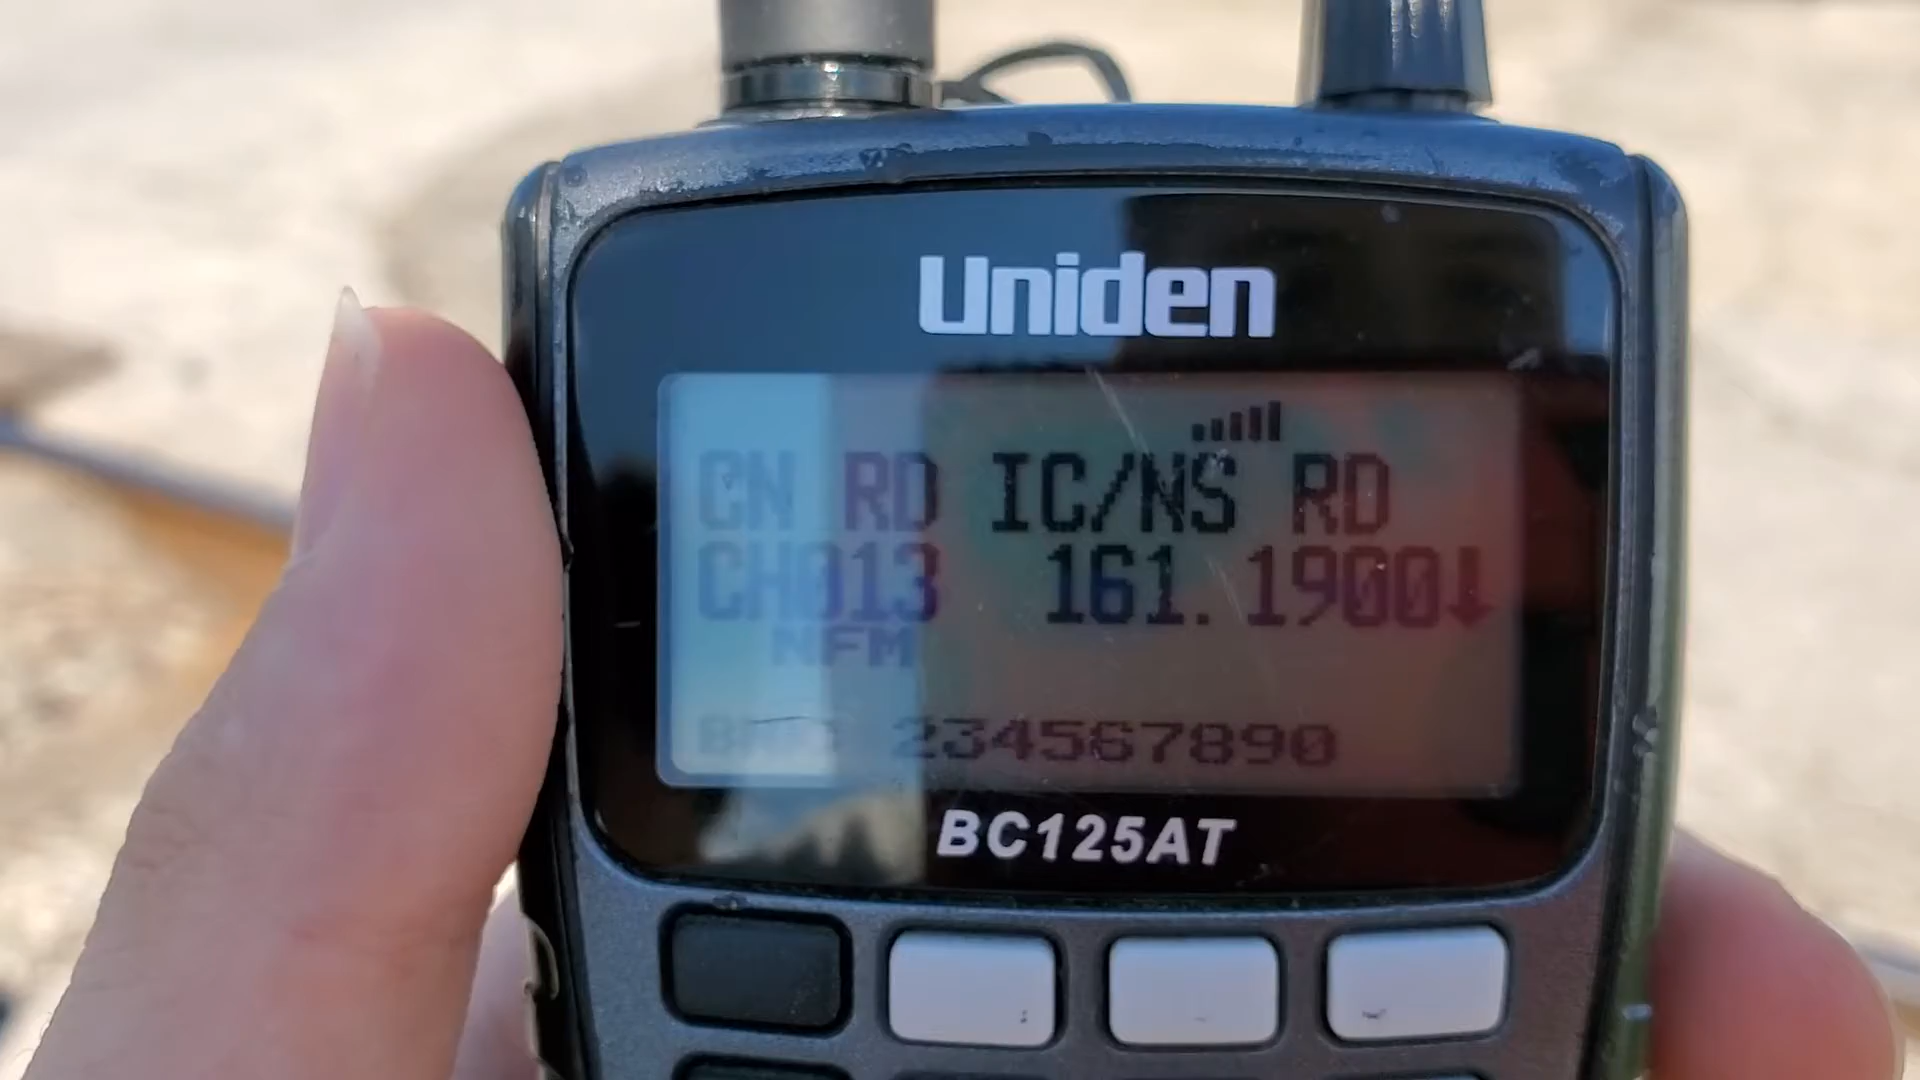 Uniden
CN RD IC/NS RD
CH013 161.1900↓
NFM
234567890
BC125AT